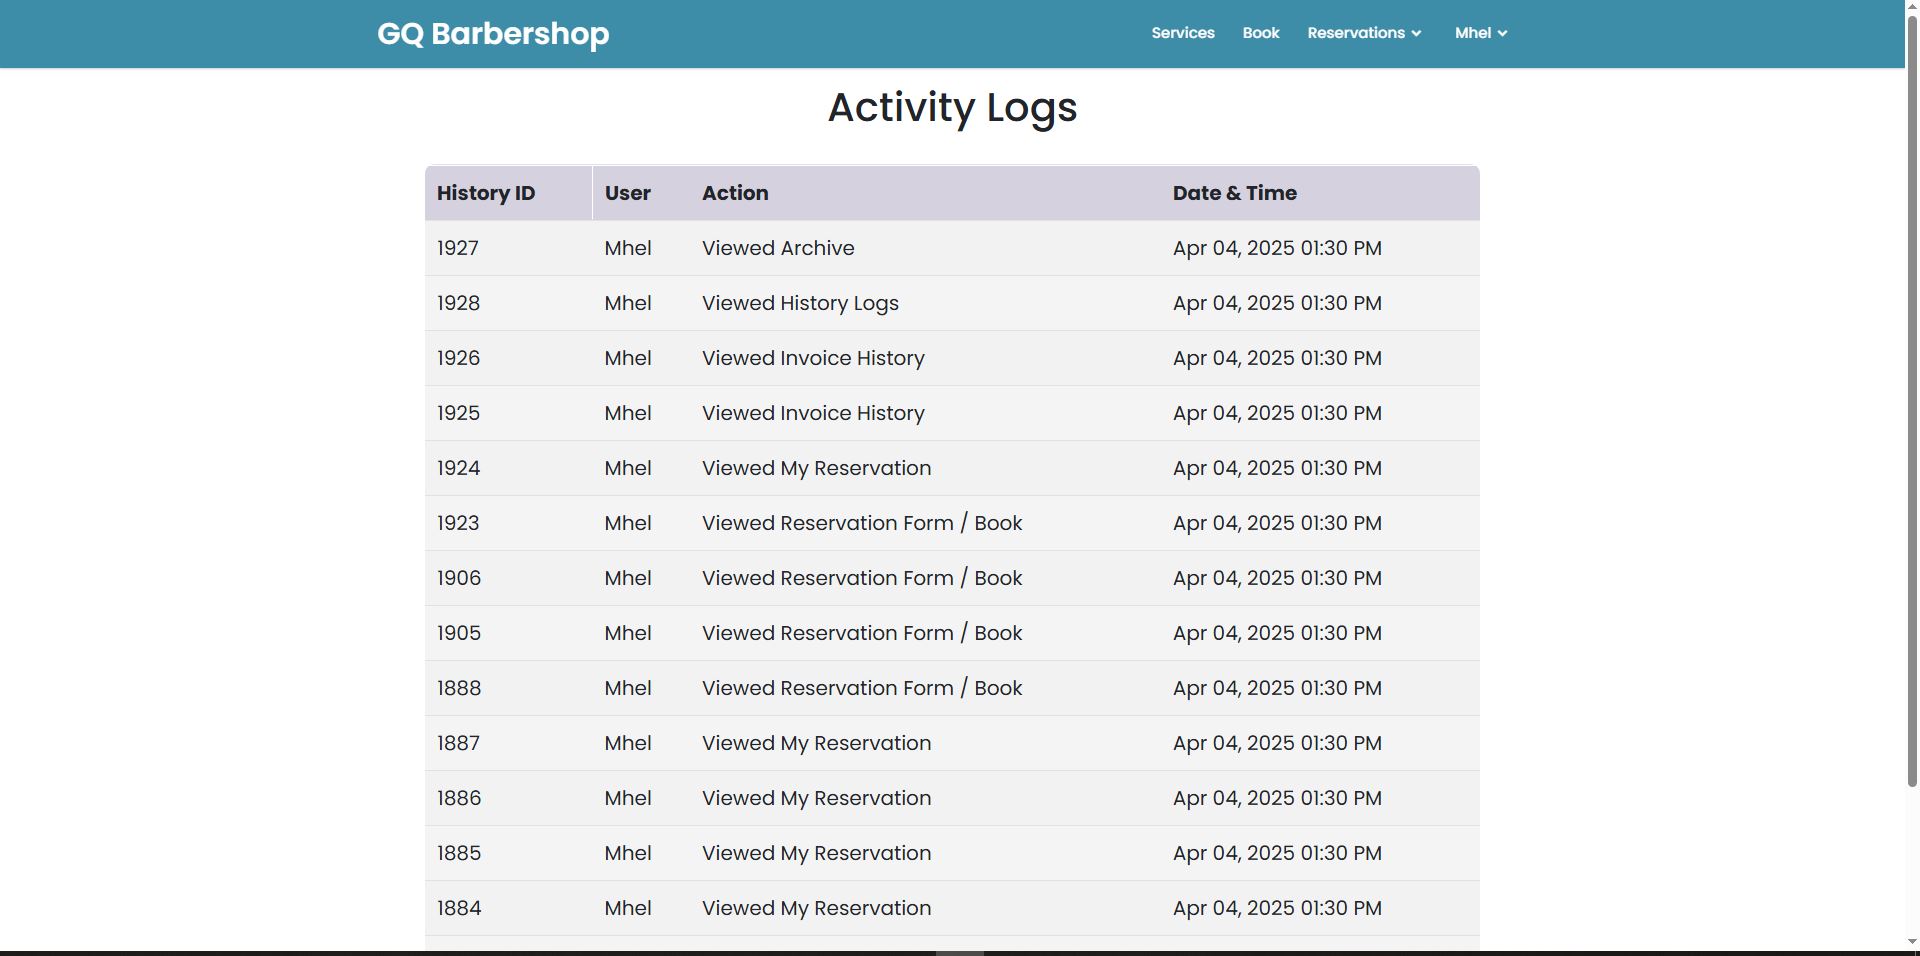 GQ Barbershop Services Book Reservations Mhel
Activity Logs
History ID User Action Date & Time
1927 Mhel Viewed Archive Apr 04, 2025 01:30 PM
1928 Mhel Viewed History Logs Apr 04, 2025 01:30 PM
1926 Mhel Viewed Invoice History Apr 04, 2025 01:30 PM
1925 Mhel Viewed Invoice History Apr 04, 2025 01:30 PM
1924 Mhel Viewed My Reservation Apr 04, 2025 01:30 PM
1923 Mhel Viewed Reservation Form / Book Apr 04, 2025 01:30 PM
1906 Mhel Viewed Reservation Form / Book Apr 04, 2025 01:30 PM
1905 Mhel Viewed Reservation Form / Book Apr 04, 2025 01:30 PM
1888 Mhel Viewed Reservation Form / Book Apr 04, 2025 01:30 PM
1887 Mhel Viewed My Reservation Apr 04, 2025 01:30 PM
1886 Mhel Viewed My Reservation Apr 04, 2025 01:30 PM
1885 Mhel Viewed My Reservation Apr 04, 2025 01:30 PM
1884 Mhel Viewed My Reservation Apr 04, 2025 01:30 PM